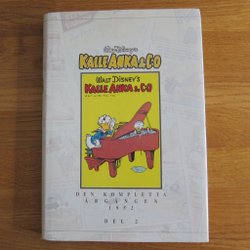 Walt Disney's
KALLE ANKA & CO
WALT DISNEY'S
KALLE ANKA & CO
DEN KOMPLETTA
ÅRGÅNGEN
1952
DEL 2